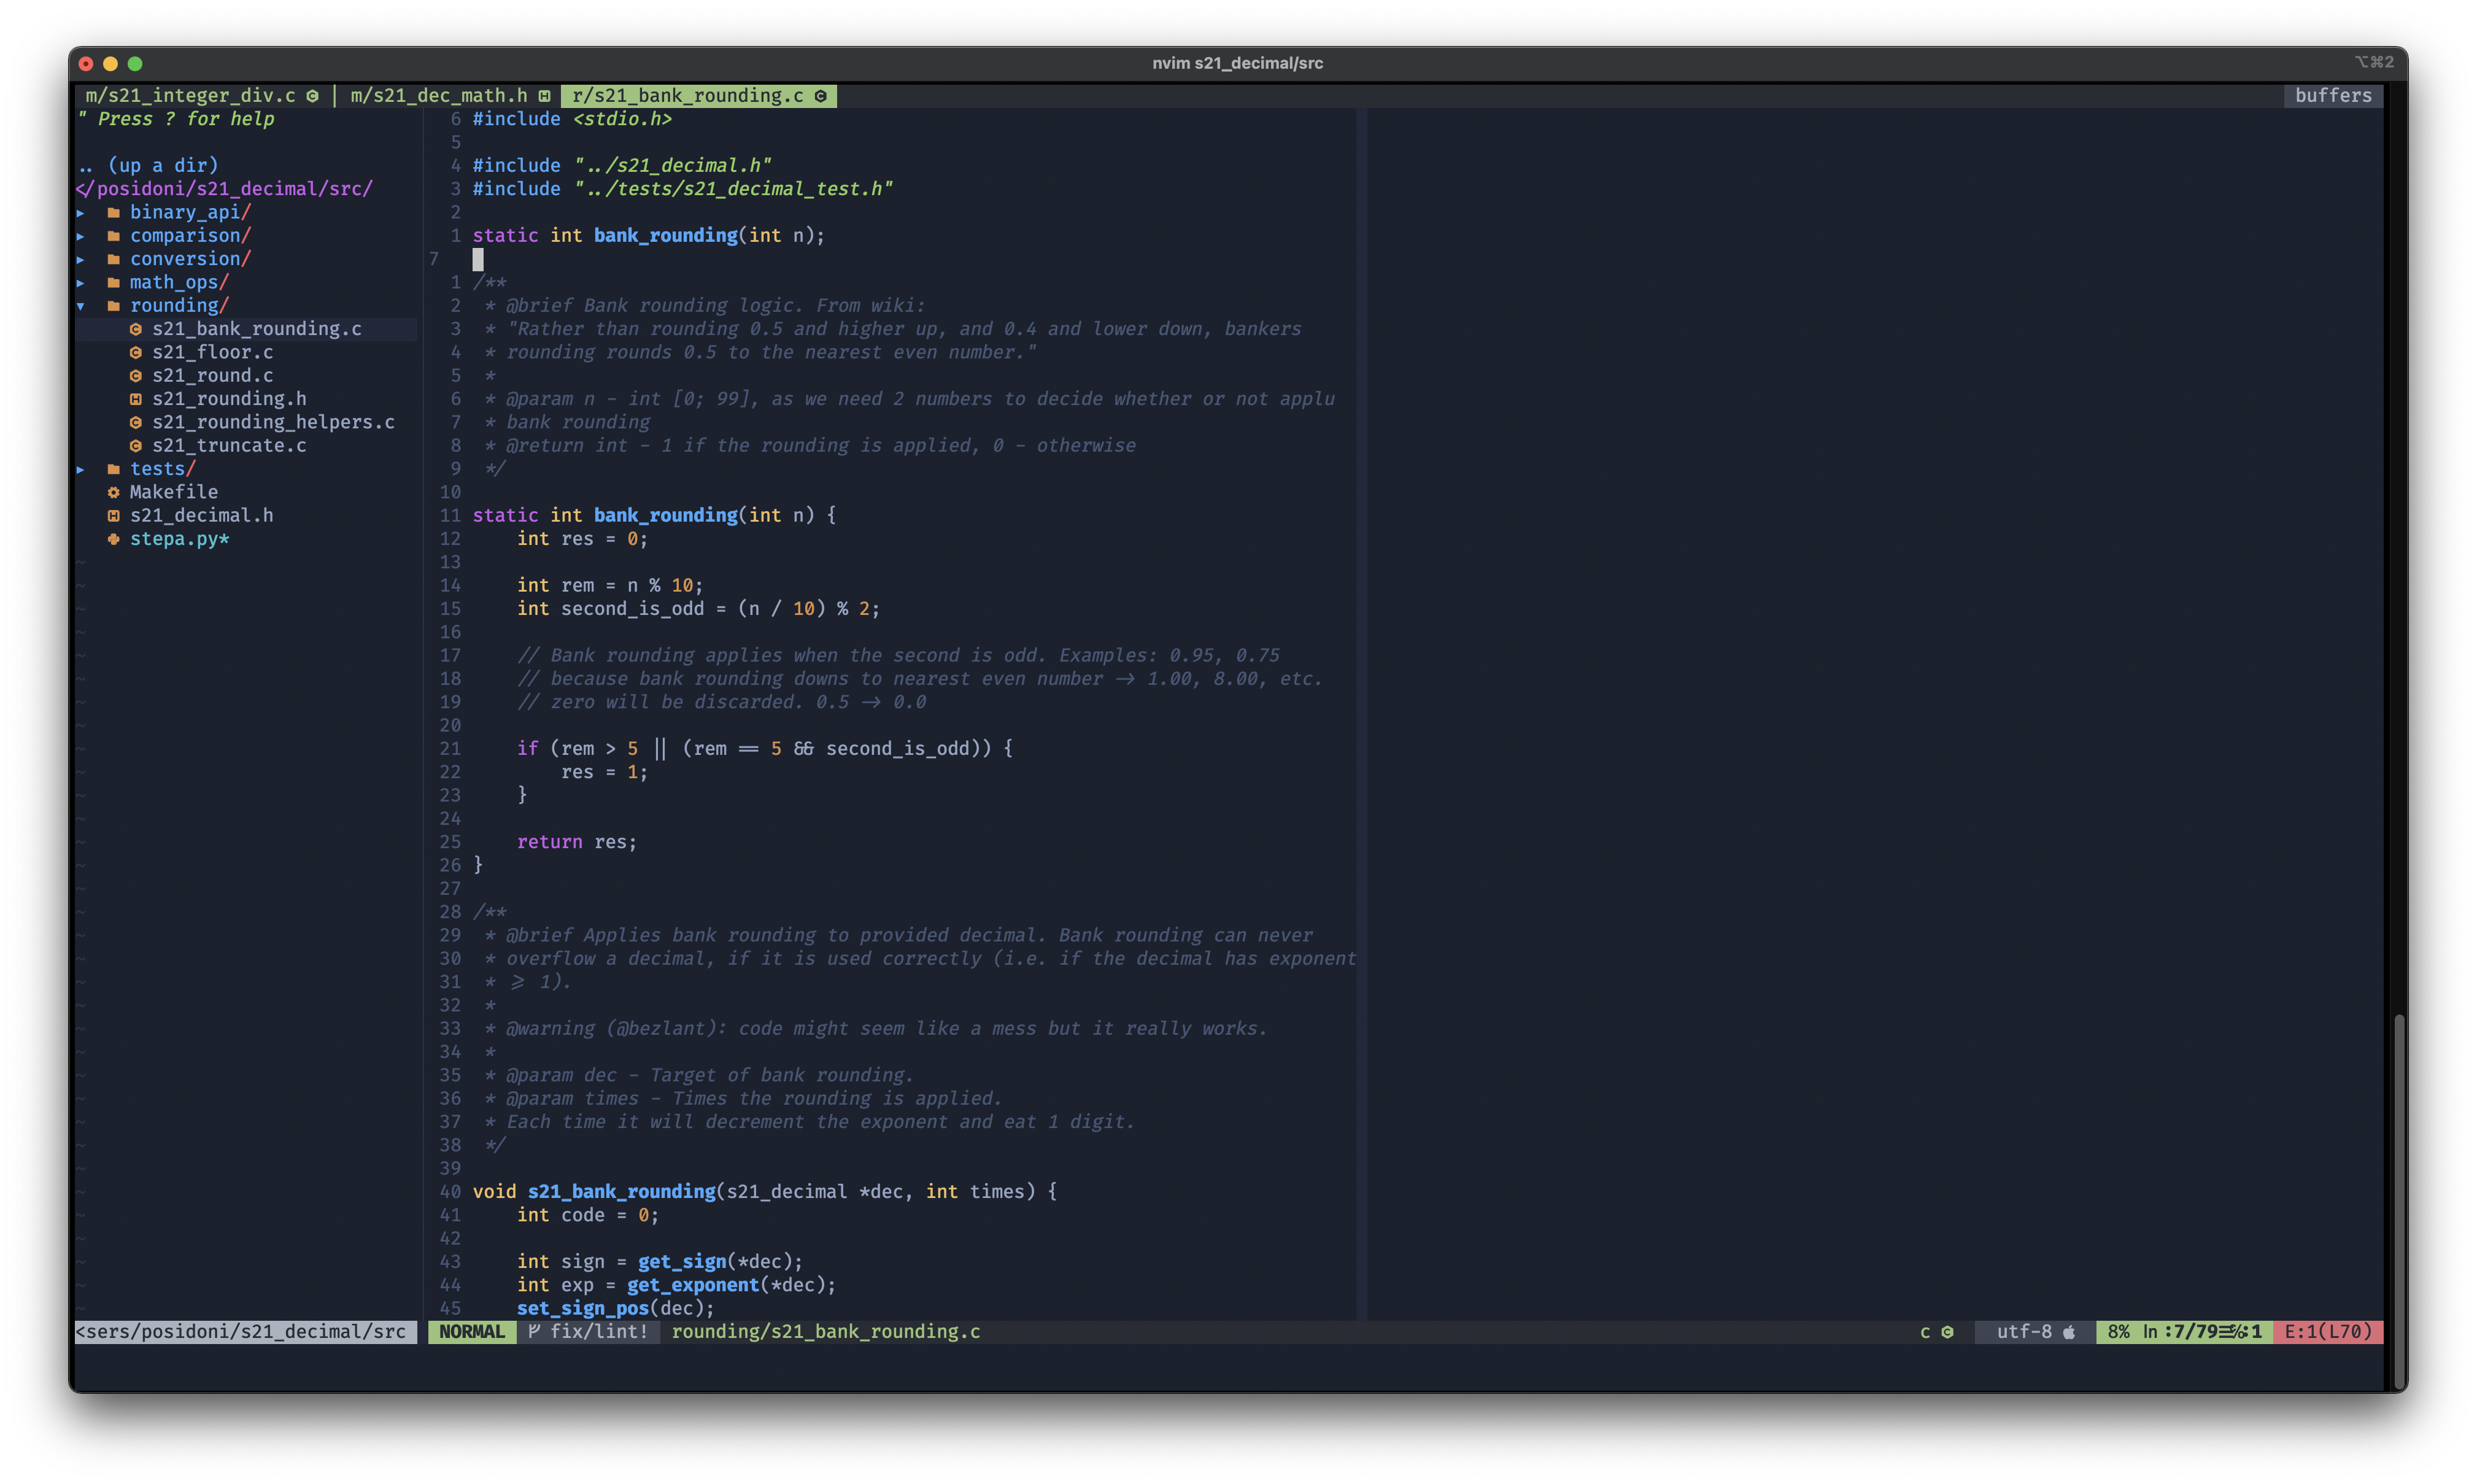 nvim s21_decimal/src
⌥⌘2
m/s21_integer_div.c | m/s21_dec_math.h r/s21_bank_rounding.c buffers
" Press ? for help
.. (up a dir)
</posidoni/s21_decimal/src/
▸ binary_api/
▸ comparison/
▸ conversion/
▸ math_ops/
▾ rounding/
s21_bank_rounding.c
s21_floor.c
s21_round.c
s21_rounding.h
s21_rounding_helpers.c
s21_truncate.c
▸ tests/
Makefile
s21_decimal.h
stepa.py*
6 #include <stdio.h>
5
4 #include "../s21_decimal.h"
3 #include "../tests/s21_decimal_test.h"
2
1 static int bank_rounding(int n);
7
1 /**
2  * @brief Bank rounding logic. From wiki:
3  * "Rather than rounding 0.5 and higher up, and 0.4 and lower down, bankers
4  * rounding rounds 0.5 to the nearest even number."
5  *
6  * @param n - int [0; 99], as we need 2 numbers to decide whether or not applu
7  * bank rounding
8  * @return int - 1 if the rounding is applied, 0 - otherwise
9  */
10
11 static int bank_rounding(int n) {
12     int res = 0;
13
14     int rem = n % 10;
15     int second_is_odd = (n / 10) % 2;
16
17     // Bank rounding applies when the second is odd. Examples: 0.95, 0.75
18     // because bank rounding downs to nearest even number -> 1.00, 8.00, etc.
19     // zero will be discarded. 0.5 -> 0.0
20
21     if (rem > 5 || (rem == 5 && second_is_odd)) {
22         res = 1;
23     }
24
25     return res;
26 }
27
28 /**
29  * @brief Applies bank rounding to provided decimal. Bank rounding can never
30  * overflow a decimal, if it is used correctly (i.e. if the decimal has exponent
31  * >= 1).
32  *
33  * @warning (@bezlant): code might seem like a mess but it really works.
34  *
35  * @param dec - Target of bank rounding.
36  * @param times - Times the rounding is applied.
37  * Each time it will decrement the exponent and eat 1 digit.
38  */
39
40 void s21_bank_rounding(s21_decimal *dec, int times) {
41     int code = 0;
42
43     int sign = get_sign(*dec);
44     int exp = get_exponent(*dec);
45     set_sign_pos(dec);
<sers/posidoni/s21_decimal/src NORMAL fix/lint! rounding/s21_bank_rounding.c c utf-8 8% ln :7/79☰℅:1 E:1(L70)